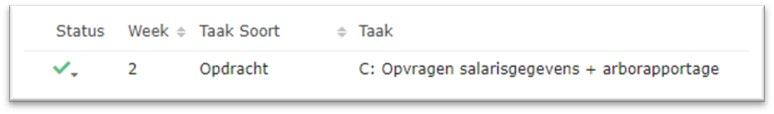 Status Week Taak Soort Taak
2 Opdracht C: Opvragen salarisgegevens + arborapportage